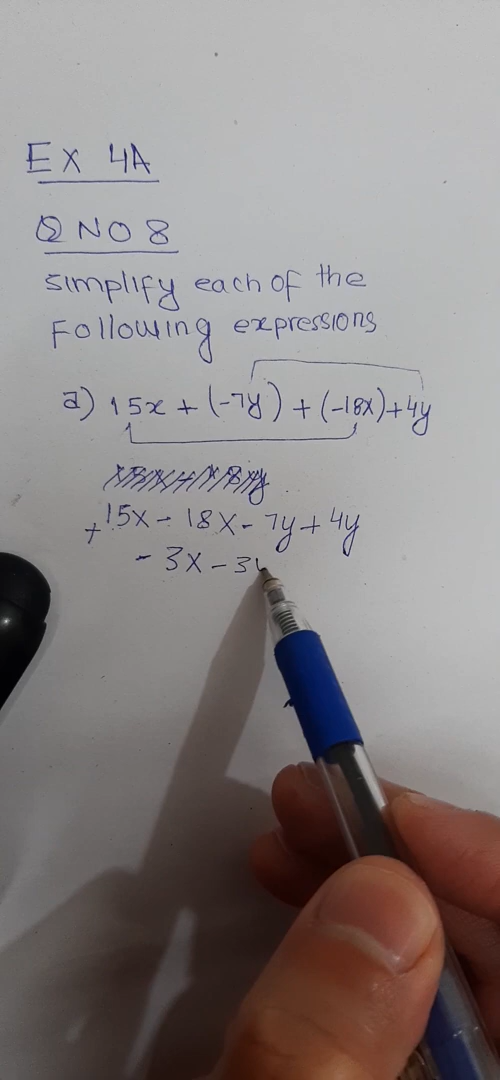 EX 4A
Q NO 8
simplify each of the
Following expressions
a) 15x + (-7y) + (-18x) + 4y
+15x - 18x - 7y + 4y
- 3x - 3y